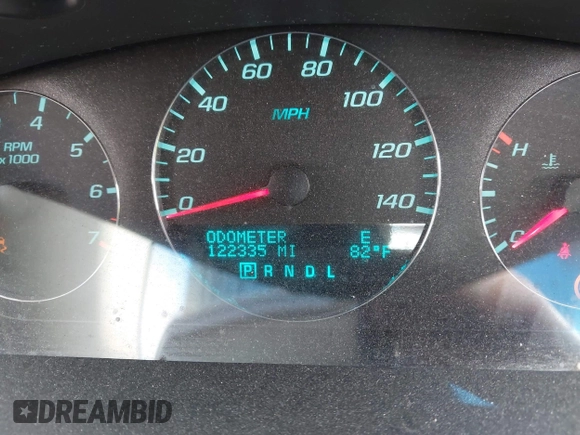 60 80
40 100
MPH
20 120
0 140
4
5
RPM
x1000
6
7
H
C
ODOMETER E
122335 MI 82°F
P R N D L
DREAMBID